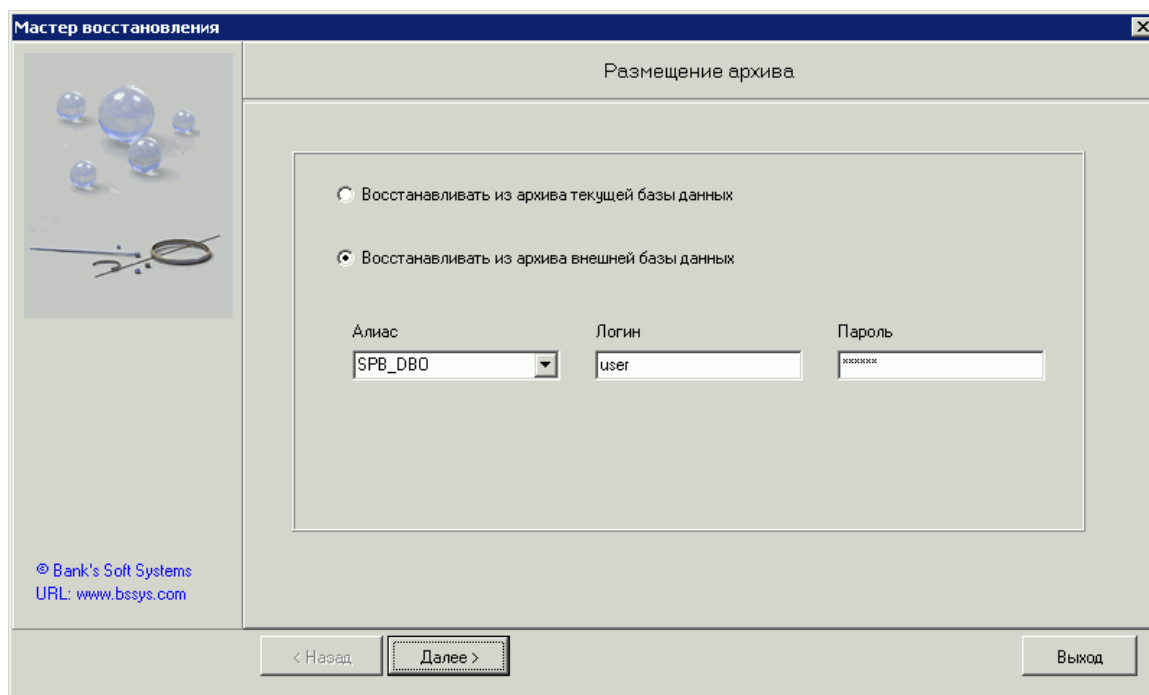 Мастер восстановления
Размещение архива
Восстанавливать из архива текущей базы данных
Восстанавливать из архива внешней базы данных
Алиас Логин Пароль
SPB_DBO user ******
© Bank's Soft Systems
URL: www.bssys.com
< Назад Далее > Выход